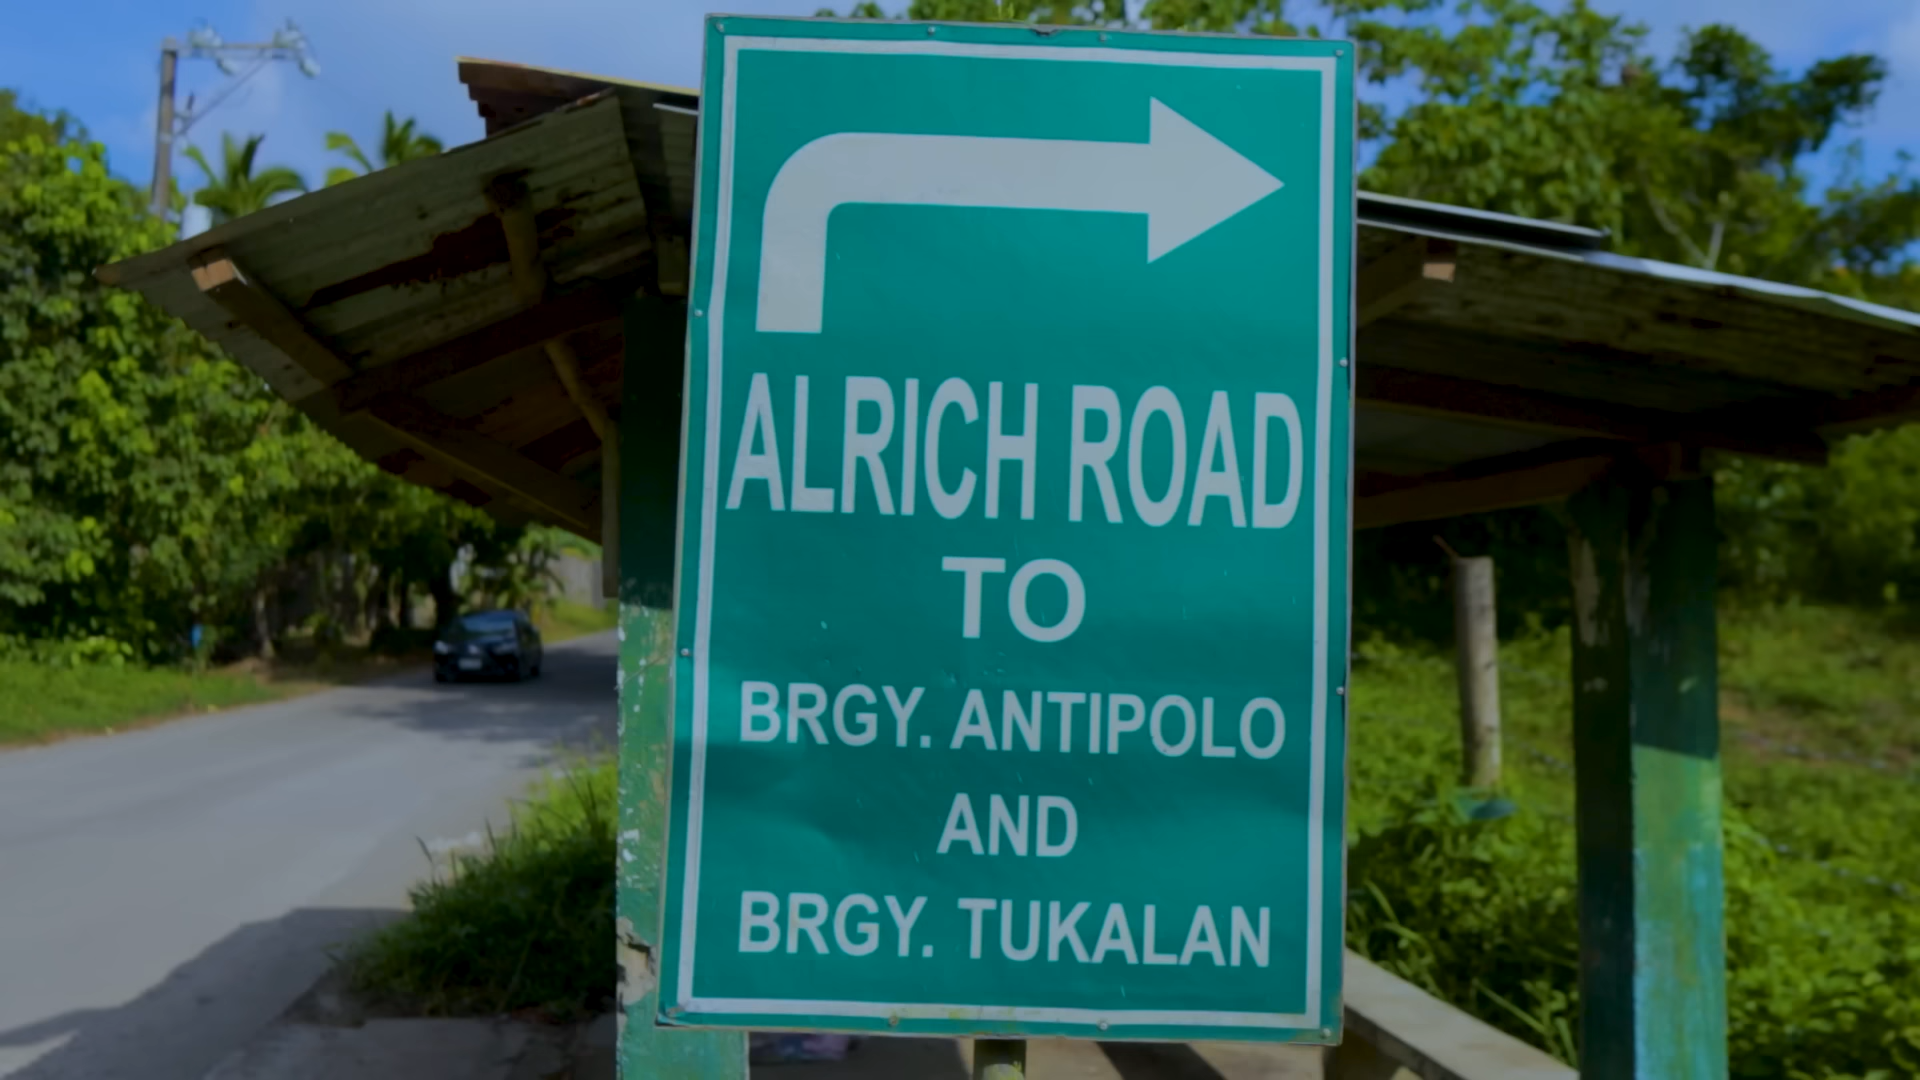 ALRICH ROAD
TO
BRGY. ANTIPOLO
AND
BRGY. TUKALAN